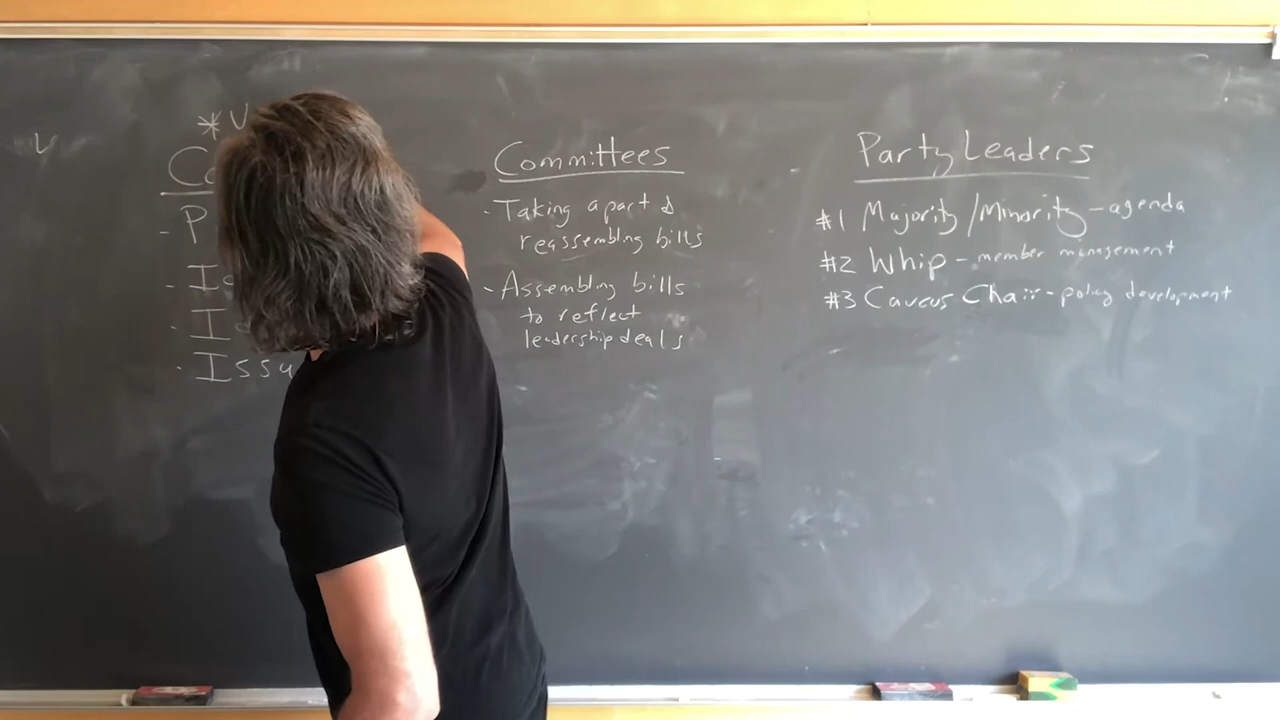 Committees
- Taking apart &
reassembling bills
- Assembling bills
to reflect
leadership deals
Party Leaders
#1 Majority/Minority - agenda
#2 Whip - member management
#3 Caucus Chair - policy development